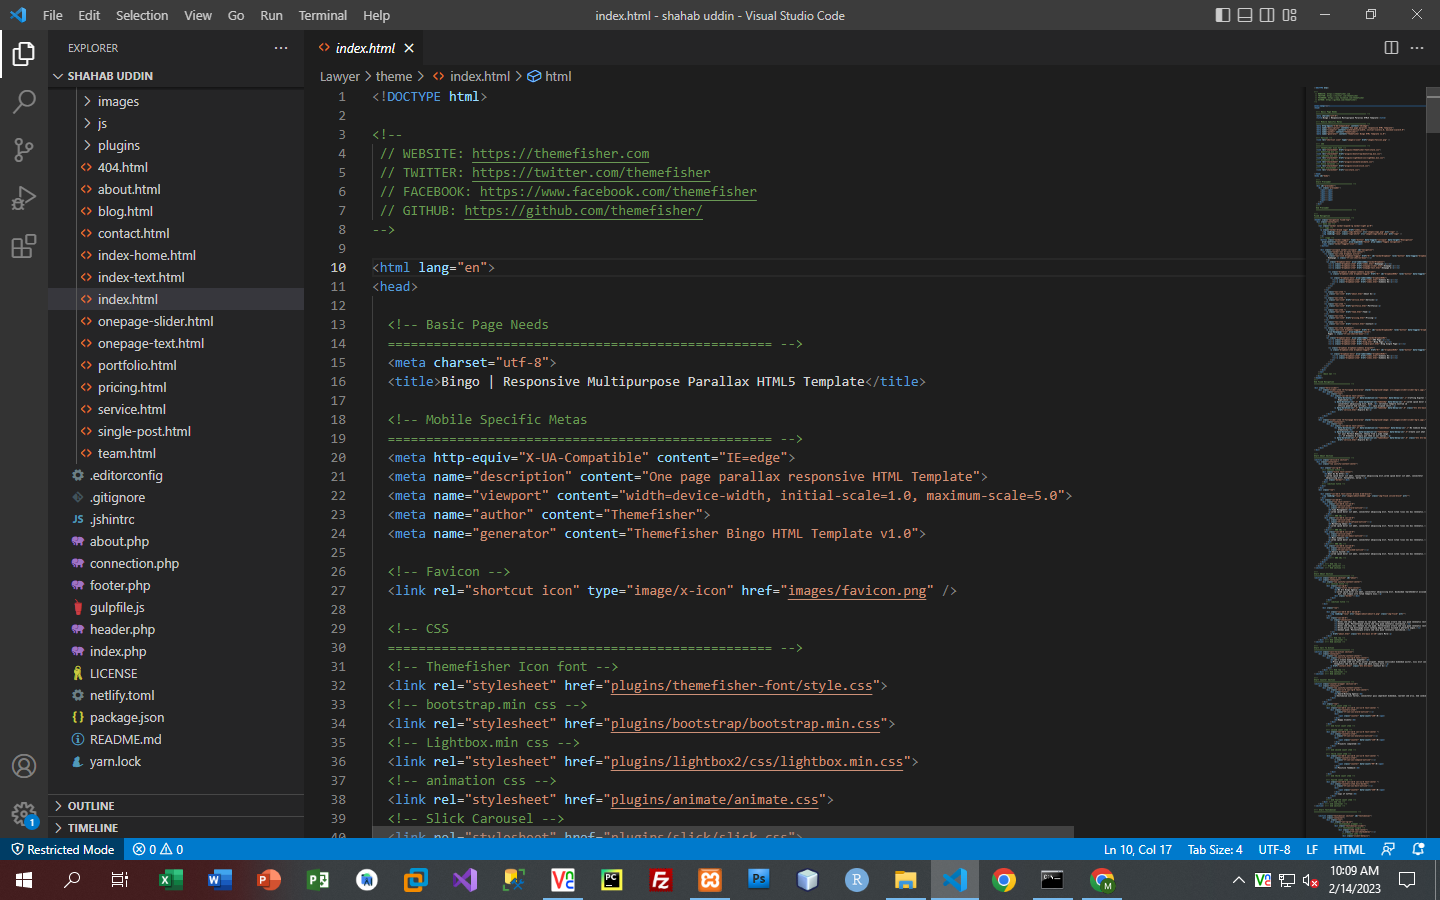 File Edit Selection View Go Run Terminal Help
index.html - shahab uddin - Visual Studio Code
EXPLORER
SHAHAB UDDIN
images
js
plugins
404.html
about.html
blog.html
contact.html
index-home.html
index-text.html
index.html
onepage-slider.html
onepage-text.html
portfolio.html
pricing.html
service.html
single-post.html
team.html
.editorconfig
.gitignore
JS .jshintrc
about.php
connection.php
footer.php
gulpfile.js
header.php
index.php
LICENSE
netlify.toml
{} package.json
README.md
yarn.lock
OUTLINE
TIMELINE
1
index.html
Lawyer > theme > index.html > html
1 <!DOCTYPE html>
2
3 <!--
4 // WEBSITE: https://themefisher.com
5 // TWITTER: https://twitter.com/themefisher
6 // FACEBOOK: https://www.facebook.com/themefisher
7 // GITHUB: https://github.com/themefisher/
8 -->
9
10 <html lang="en">
11 <head>
12
13 <!-- Basic Page Needs
14 ================================================== -->
15 <meta charset="utf-8">
16 <title>Bingo | Responsive Multipurpose Parallax HTML5 Template</title>
17
18 <!-- Mobile Specific Metas
19 ================================================== -->
20 <meta http-equiv="X-UA-Compatible" content="IE=edge">
21 <meta name="description" content="One page parallax responsive HTML Template">
22 <meta name="viewport" content="width=device-width, initial-scale=1.0, maximum-scale=5.0">
23 <meta name="author" content="Themefisher">
24 <meta name="generator" content="Themefisher Bingo HTML Template v1.0">
25
26 <!-- Favicon -->
27 <link rel="shortcut icon" type="image/x-icon" href="images/favicon.png" />
28
29 <!-- CSS
30 ================================================== -->
31 <!-- Themefisher Icon font -->
32 <link rel="stylesheet" href="plugins/themefisher-font/style.css">
33 <!-- bootstrap.min css -->
34 <link rel="stylesheet" href="plugins/bootstrap/bootstrap.min.css">
35 <!-- Lightbox.min css -->
36 <link rel="stylesheet" href="plugins/lightbox2/css/lightbox.min.css">
37 <!-- animation css -->
38 <link rel="stylesheet" href="plugins/animate/animate.css">
39 <!-- Slick Carousel -->
40 <link rel="stylesheet" href="plugins/slick/slick.css">
Restricted Mode 0 0 Ln 10, Col 17 Tab Size: 4 UTF-8 LF HTML
10:09 AM
2/14/2023